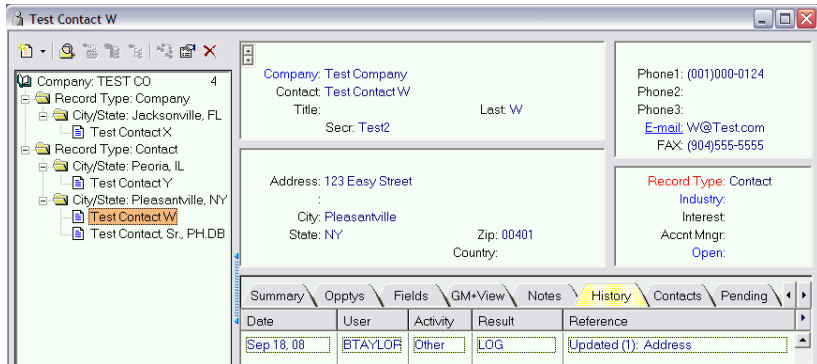 Test Contact W
Company: TEST CO 4
Record Type: Company
City/State: Jacksonville, FL
Test Contact X
Record Type: Contact
City/State: Peoria, IL
Test Contact Y
City/State: Pleasantville, NY
Test Contact W
Test Contact, Sr., PH.DB
Company: Test Company
Contact: Test Contact W
Title: Last: W
Secr: Test2
Phone1: (001)000-0124
Phone2:
Phone3:
E-mail: W@Test.com
FAX: (904)555-5555
Address: 123 Easy Street
:
City: Pleasantville
State: NY Zip: 00401
Country:
Record Type: Contact
Industry:
Interest:
Accnt Mngr:
Open:
Summary Opptys Fields GM+View Notes History Contacts Pending
Date User Activity Result Reference
Sep 18, 08 BTAYLOR Other LOG Updated (1): Address